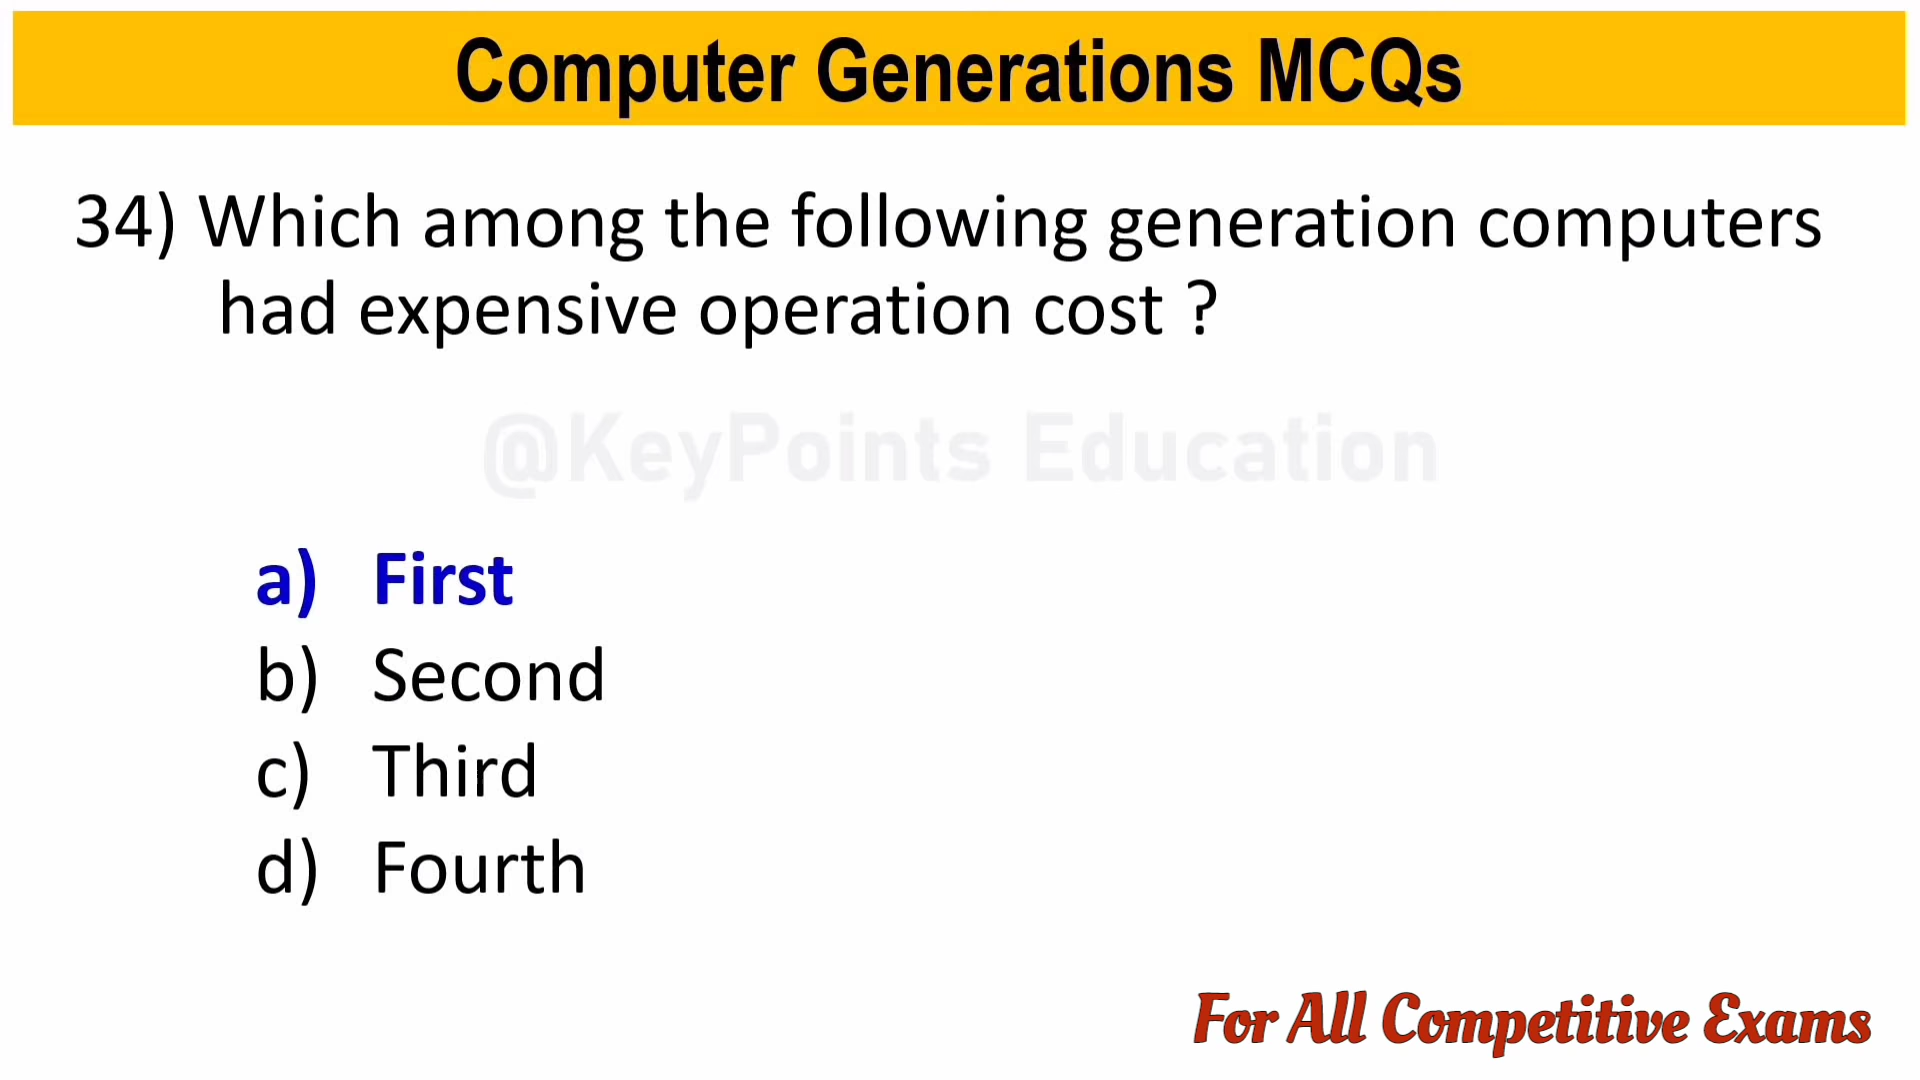 Computer Generations MCQs
34) Which among the following generation computers
had expensive operation cost ?
@KeyPoints Education
a) First
b) Second
c) Third
d) Fourth
For All Competitive Exams